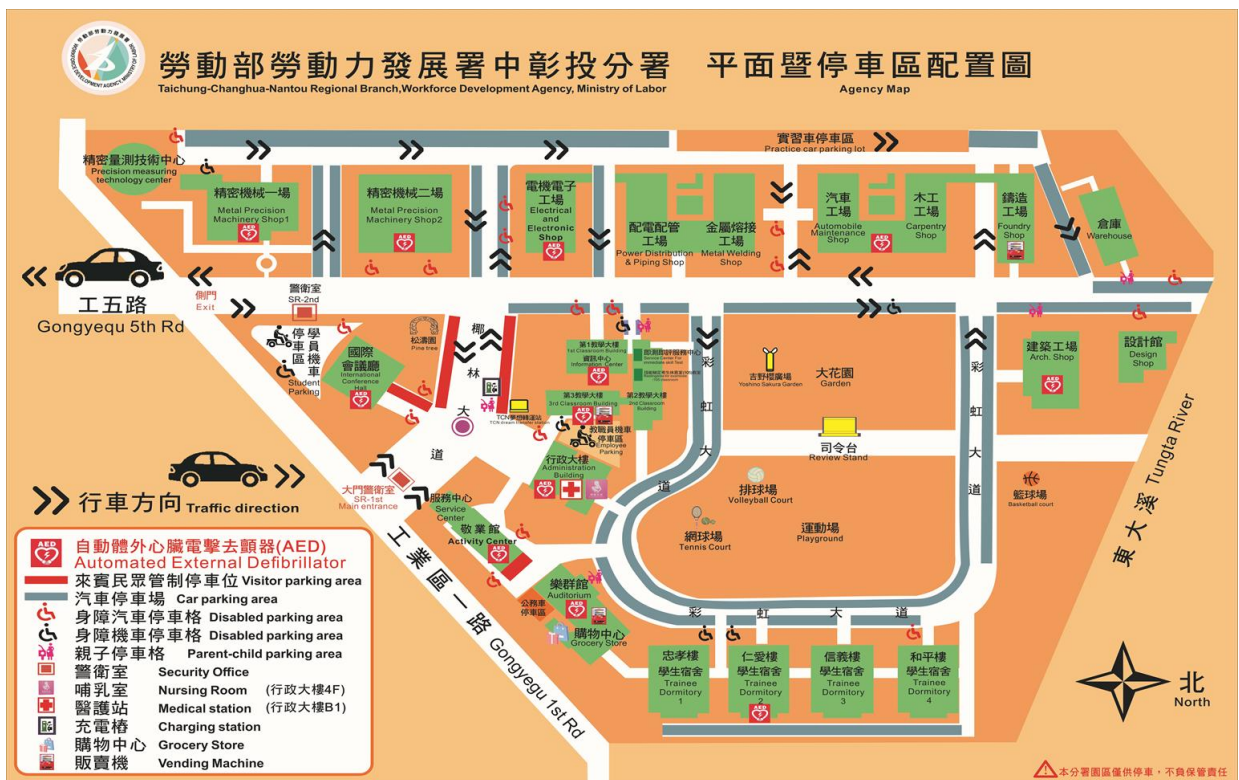 勞動部勞動力發展署中彰投分署 平面暨停車區配置圖
Taichung-Changhua-Nantou Regional Branch,Workforce Development Agency, Ministry of Labor
Agency Map
精密量測技術中心
Precision measuring
technology center
精密機械一場
Metal Precision
Machinery Shop1
AED
精密機械二場
Metal Precision
Machinery Shop2
AED
電機電子
工場
Electrical
and
Electronic
Shop
AED
配電配管
工場
Power Distribution
& Piping Shop
金屬熔接
工場
Metal Welding
Shop
實習車停車區
Practice car parking lot
汽車
工場
Automobile
Maintenance
Shop
AED
木工
工場
Carpentry
Shop
鑄造
工場
Foundry
Shop
倉庫
Warehouse
工五路
Gongyequ 5th Rd
側門
Exit
警衛室
SR-2nd
學員機車
停車區
Student
Parking
國際
會議廳
International
Conference
Hall
AED
松濤園
Pine tree
椰
林
大
道
第1教學大樓
1st Classroom Building
資訊中心
Information Center
AED
第3教學大樓
3rd Classroom Building
AED
第2教學大樓
2nd Classroom
Building
教職員機車
停車區
Employee
Parking
行政大樓
Administration
Building
AED
彩
虹
大
道
吉野櫻廣場
Yoshino Sakura Garden
大花園
Garden
司令台
Review Stand
排球場
Volleyball Court
網球場
Tennis Court
運動場
Playground
彩
虹
大
道
建築工場
Arch. Shop
AED
設計館
Design
Shop
籃球場
Basketball court
東大溪 Tungta River
行車方向 Traffic direction
大門警衛室
SR-1st
Main entrance
服務中心
Service
Center
敬業館
Activity Center
AED
樂群館
Auditorium
AED
公務車
停車區
購物中心
Grocery Store
彩 虹 大 道
工業區一路 Gongyequ 1st Rd
忠孝樓
學生宿舍
Trainee
Dormitory
1
仁愛樓
學生宿舍
Trainee
Dormitory
2
AED
信義樓
學生宿舍
Trainee
Dormitory
3
和平樓
學生宿舍
Trainee
Dormitory
4
北
North
AED
自動體外心臟電擊去顫器(AED)
Automated External Defibrillator
來賓民眾管制停車位 Visitor parking area
汽車停車場 Car parking area
身障汽車停車格 Disabled parking area
身障機車停車格 Disabled parking area
親子停車格 Parent-child parking area
警衛室 Security Office
哺乳室 Nursing Room (行政大樓4F)
醫護站 Medical station (行政大樓B1)
充電樁 Charging station
購物中心 Grocery Store
販賣機 Vending Machine
本分署園區僅供停車，不負保管責任